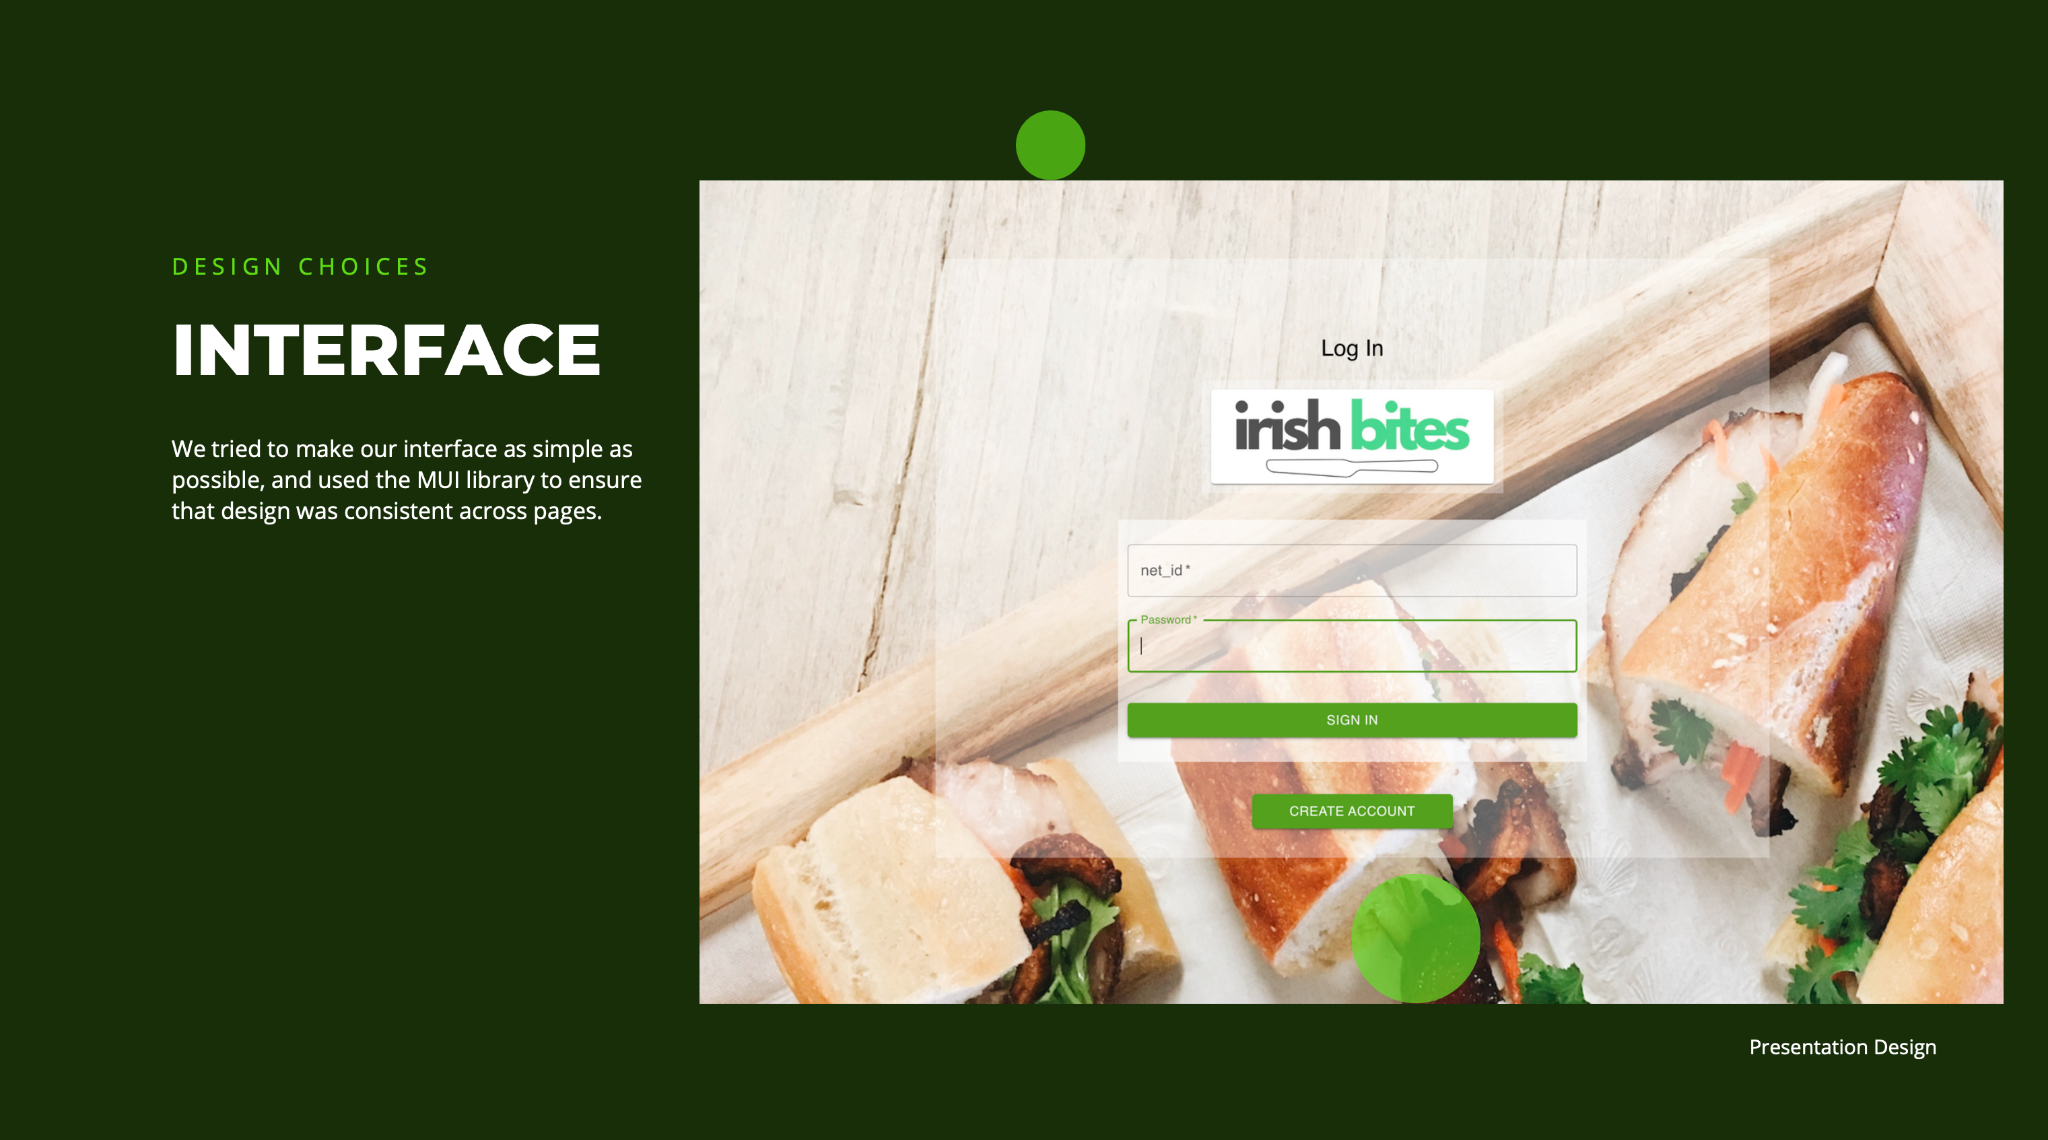 DESIGN CHOICES
INTERFACE
We tried to make our interface as simple as
possible, and used the MUI library to ensure
that design was consistent across pages.
Log In
irish bites
net_id *
Password *
SIGN IN
CREATE ACCOUNT
Presentation Design